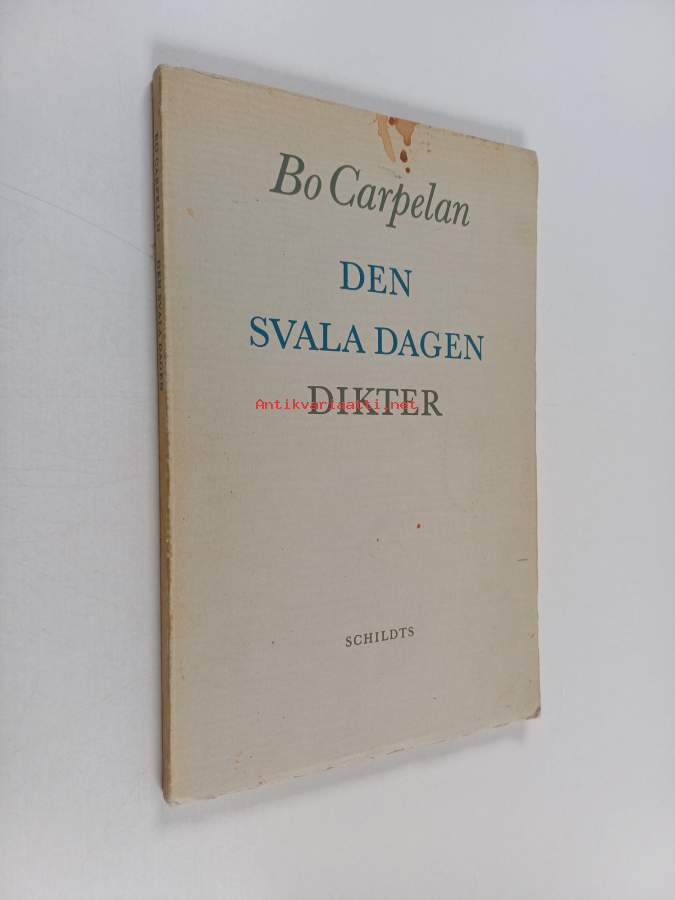 Bo Carpelan
DEN
SVALA DAGEN
DIKTER
Antikvariaatti.net
SCHILDTS
BO CARPELAN DEN SVALA DAGEN